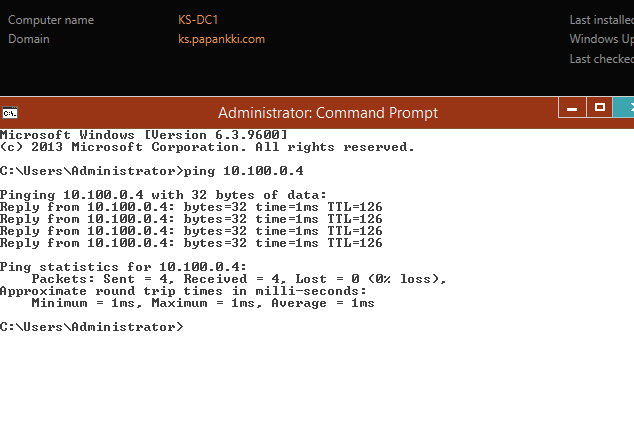 Computer name KS-DC1 Last installed
Domain ks.papankki.com Windows Up
Last checked
Administrator: Command Prompt
Microsoft Windows [Version 6.3.9600]
(c) 2013 Microsoft Corporation. All rights reserved.
C:\Users\Administrator>ping 10.100.0.4
Pinging 10.100.0.4 with 32 bytes of data:
Reply from 10.100.0.4: bytes=32 time=1ms TTL=126
Reply from 10.100.0.4: bytes=32 time=1ms TTL=126
Reply from 10.100.0.4: bytes=32 time=1ms TTL=126
Reply from 10.100.0.4: bytes=32 time=1ms TTL=126
Ping statistics for 10.100.0.4:
Packets: Sent = 4, Received = 4, Lost = 0 (0% loss),
Approximate round trip times in milli-seconds:
Minimum = 1ms, Maximum = 1ms, Average = 1ms
C:\Users\Administrator>